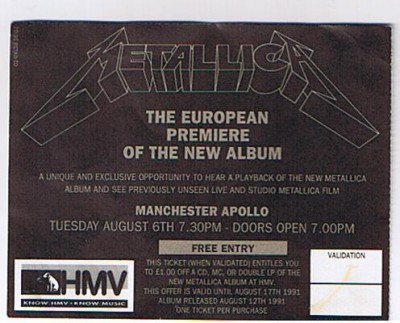 METALLICA
THE EUROPEAN
PREMIERE
OF THE NEW ALBUM
A UNIQUE AND EXCLUSIVE OPPORTUNITY TO HEAR A PLAYBACK OF THE NEW METALLICA
ALBUM AND SEE PREVIOUSLY UNSEEN LIVE AND STUDIO METALLICA FILM
MANCHESTER APOLLO
TUESDAY AUGUST 6TH 7.30PM - DOORS OPEN 7.00PM
FREE ENTRY
THIS TICKET (WHEN VALIDATED) ENTITLES YOU
TO £1.00 OFF A CD, MC, OR DOUBLE LP OF THE
NEW METALLICA ALBUM AT HMV.
THIS OFFER IS VALID UNTIL AUGUST 17TH 1991
ALBUM RELEASED AUGUST 12TH 1991
ONE TICKET PER PURCHASE
VALIDATION
HMV
KNOW HMV · KNOW MUSIC